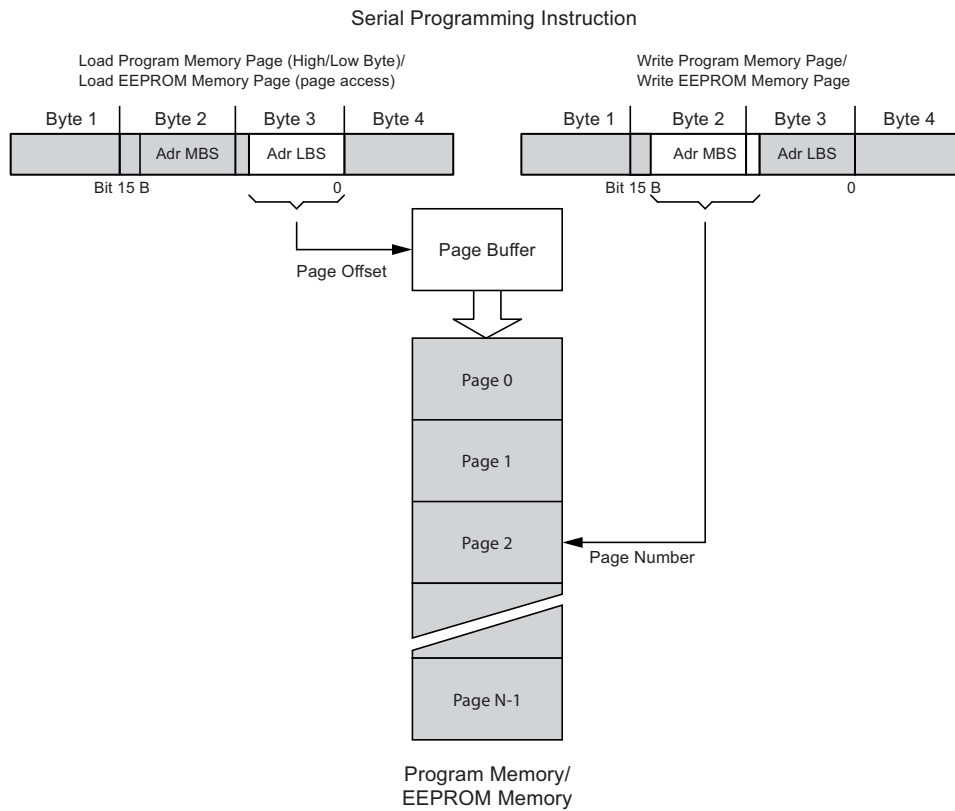 Serial Programming Instruction
Load Program Memory Page (High/Low Byte)/
Load EEPROM Memory Page (page access)
Write Program Memory Page/
Write EEPROM Memory Page
Byte 1 Byte 2 Byte 3 Byte 4
Byte 1 Byte 2 Byte 3 Byte 4
Adr MBS Adr LBS
Adr MBS Adr LBS
Bit 15 B 0
Bit 15 B 0
Page Buffer
Page Offset
Page 0
Page 1
Page 2
Page Number
Page N-1
Program Memory/
EEPROM Memory